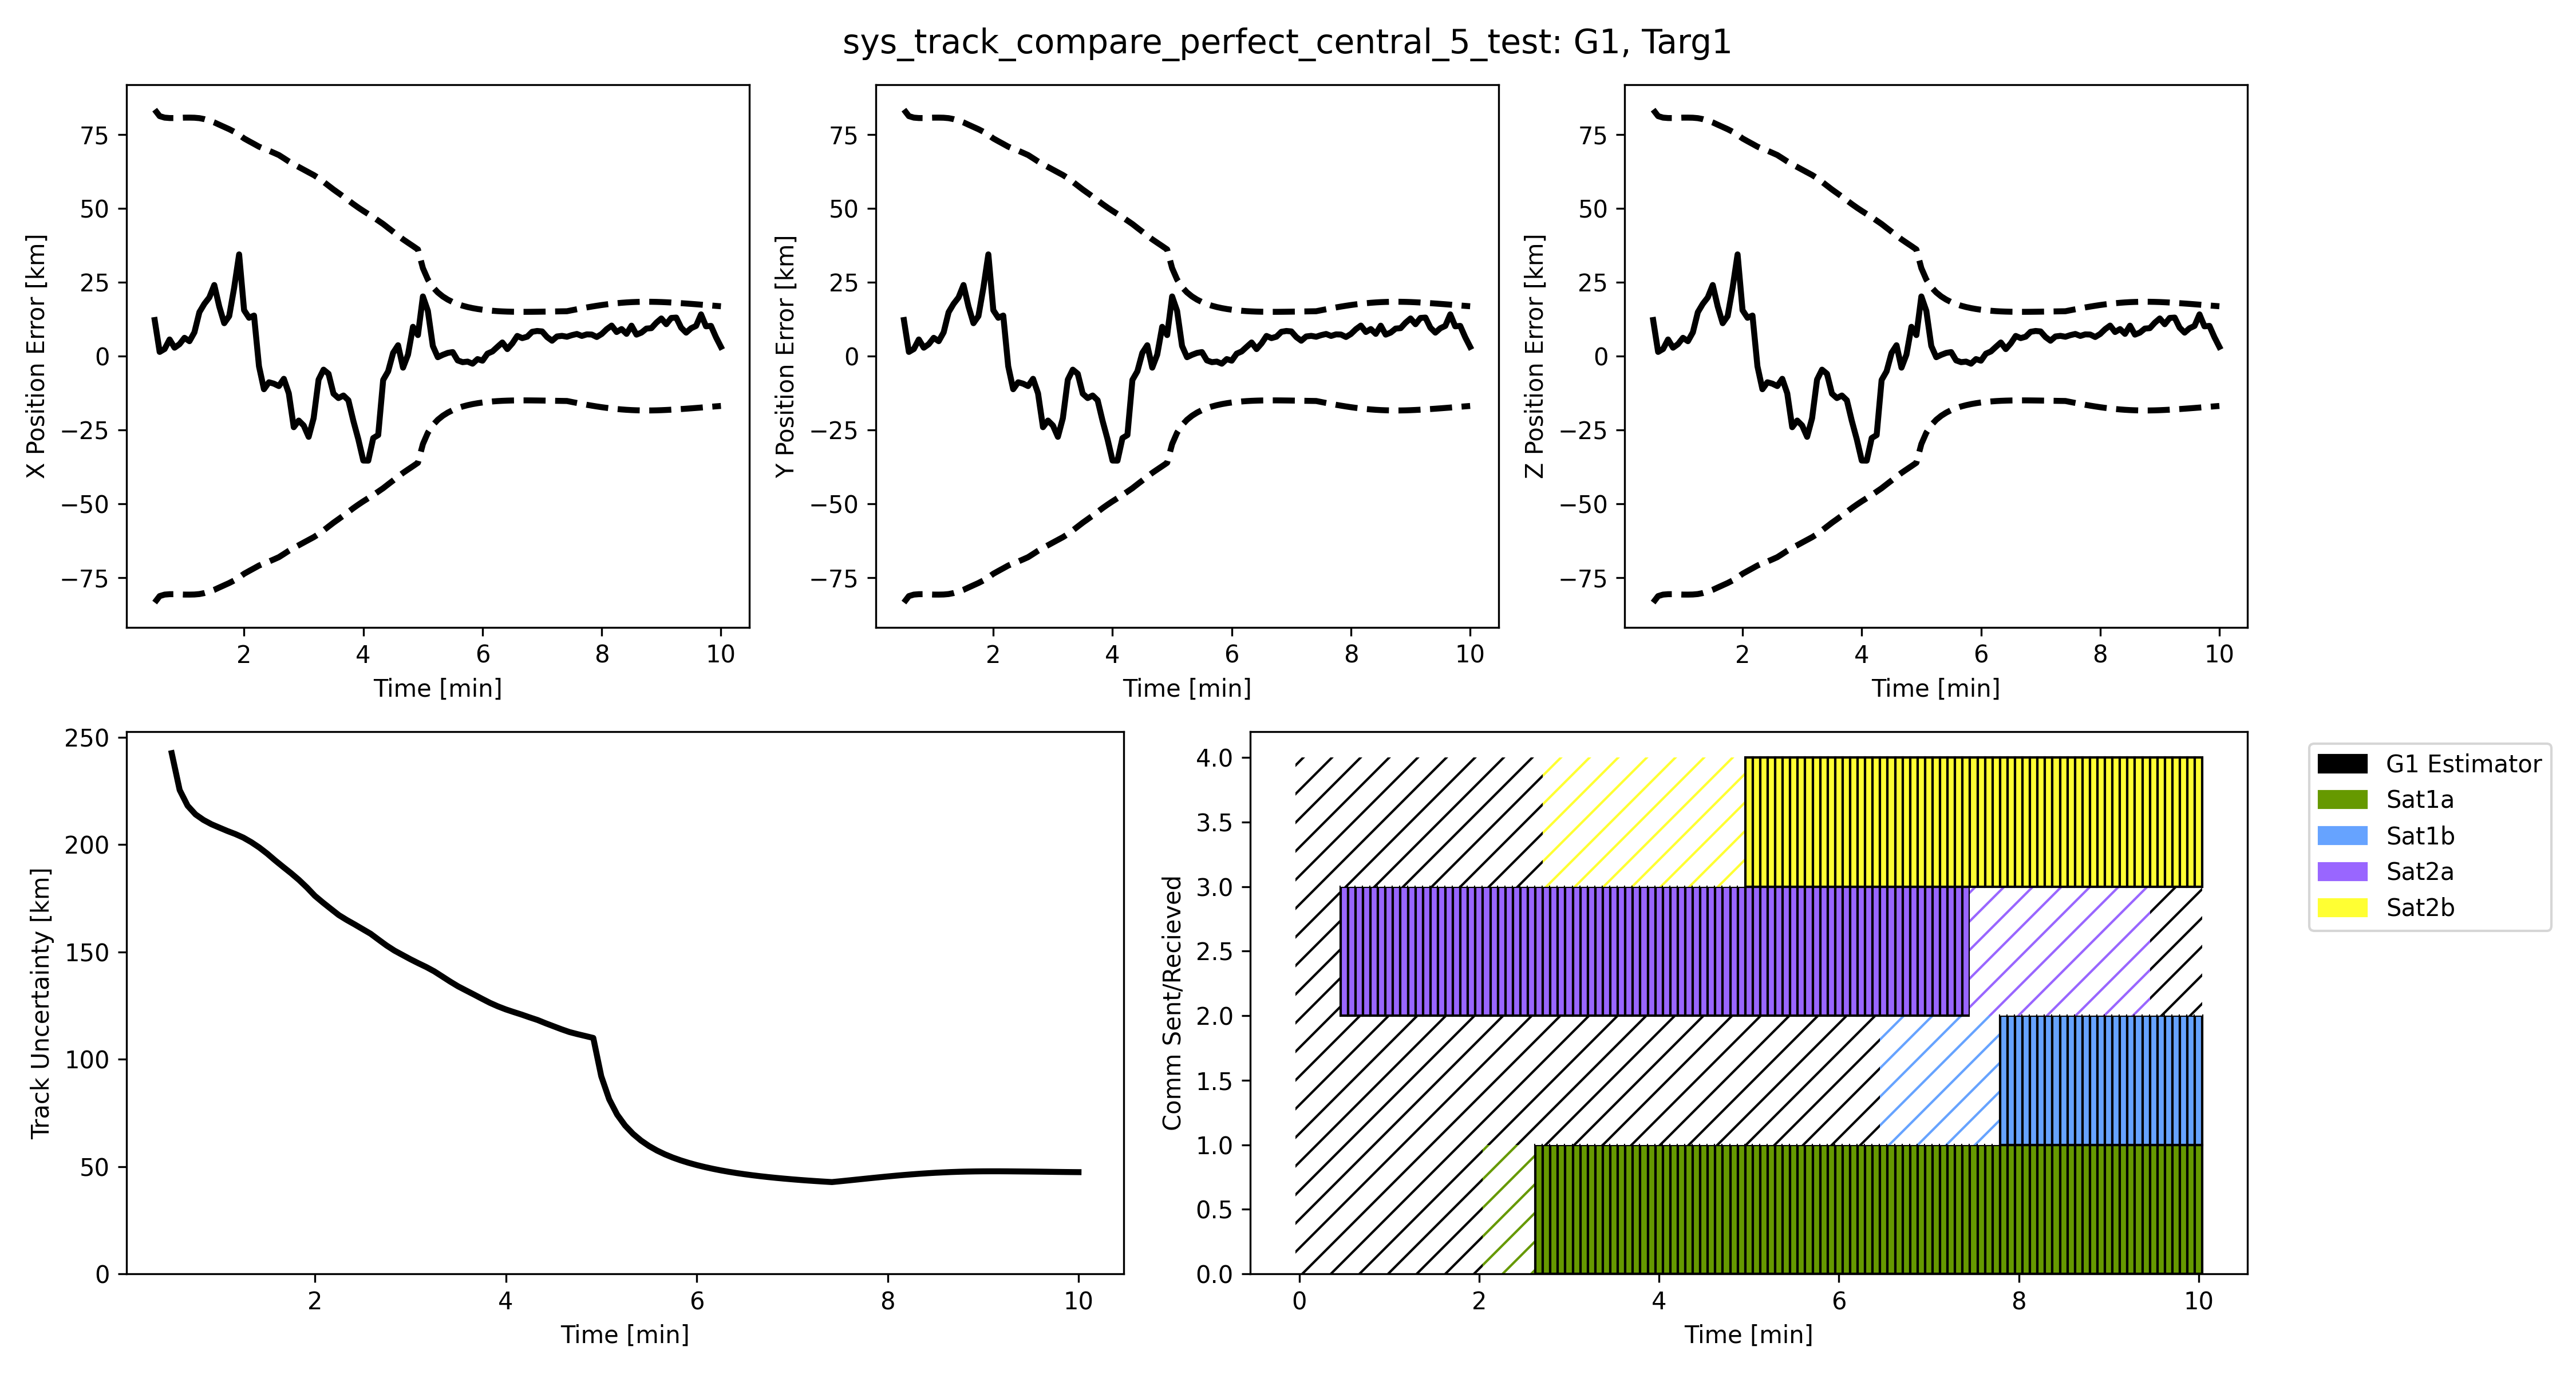 sys_track_compare_perfect_central_5_test: G1, Targ1
X Position Error [km]
75
50
25
0
−25
−50
−75
2 4 6 8 10
Time [min]
Y Position Error [km]
75
50
25
0
−25
−50
−75
2 4 6 8 10
Time [min]
Z Position Error [km]
75
50
25
0
−25
−50
−75
2 4 6 8 10
Time [min]
Track Uncertainty [km]
250
200
150
100
50
0
2 4 6 8 10
Time [min]
Comm Sent/Recieved
4.0
3.5
3.0
2.5
2.0
1.5
1.0
0.5
0.0
0 2 4 6 8 10
Time [min]
G1 Estimator
Sat1a
Sat1b
Sat2a
Sat2b